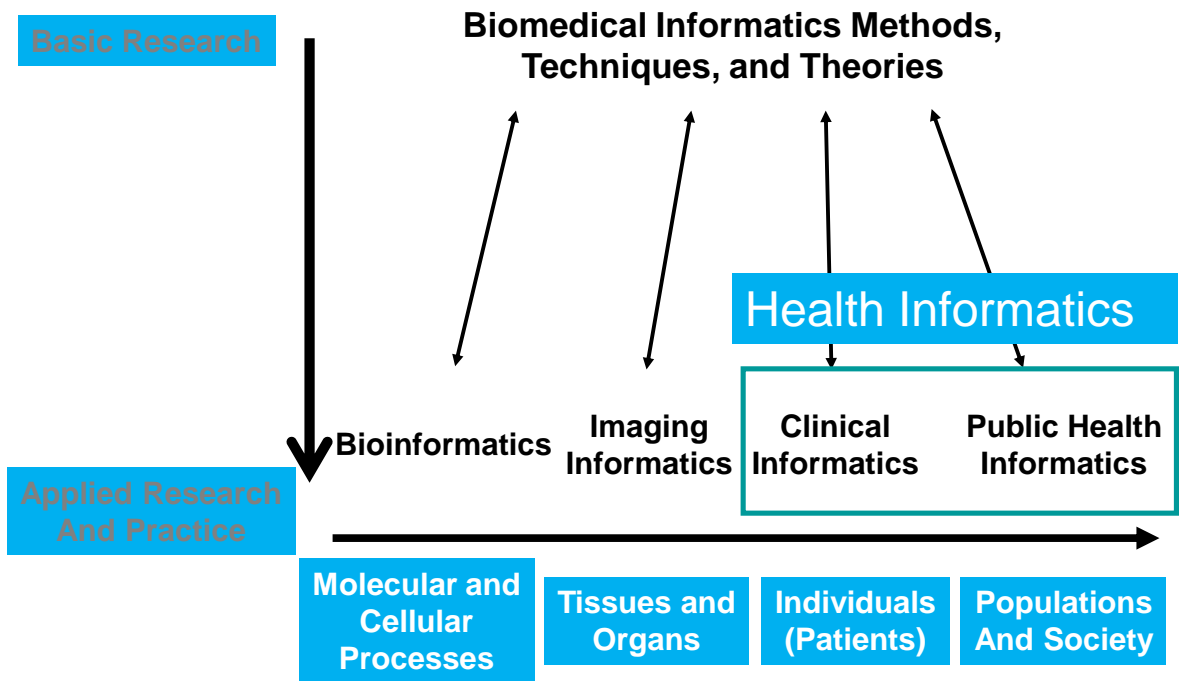 Basic Research
Biomedical Informatics Methods,
Techniques, and Theories
Health Informatics
Bioinformatics
Imaging
Informatics
Clinical
Informatics
Public Health
Informatics
Applied Research
And Practice
Molecular and
Cellular
Processes
Tissues and
Organs
Individuals
(Patients)
Populations
And Society